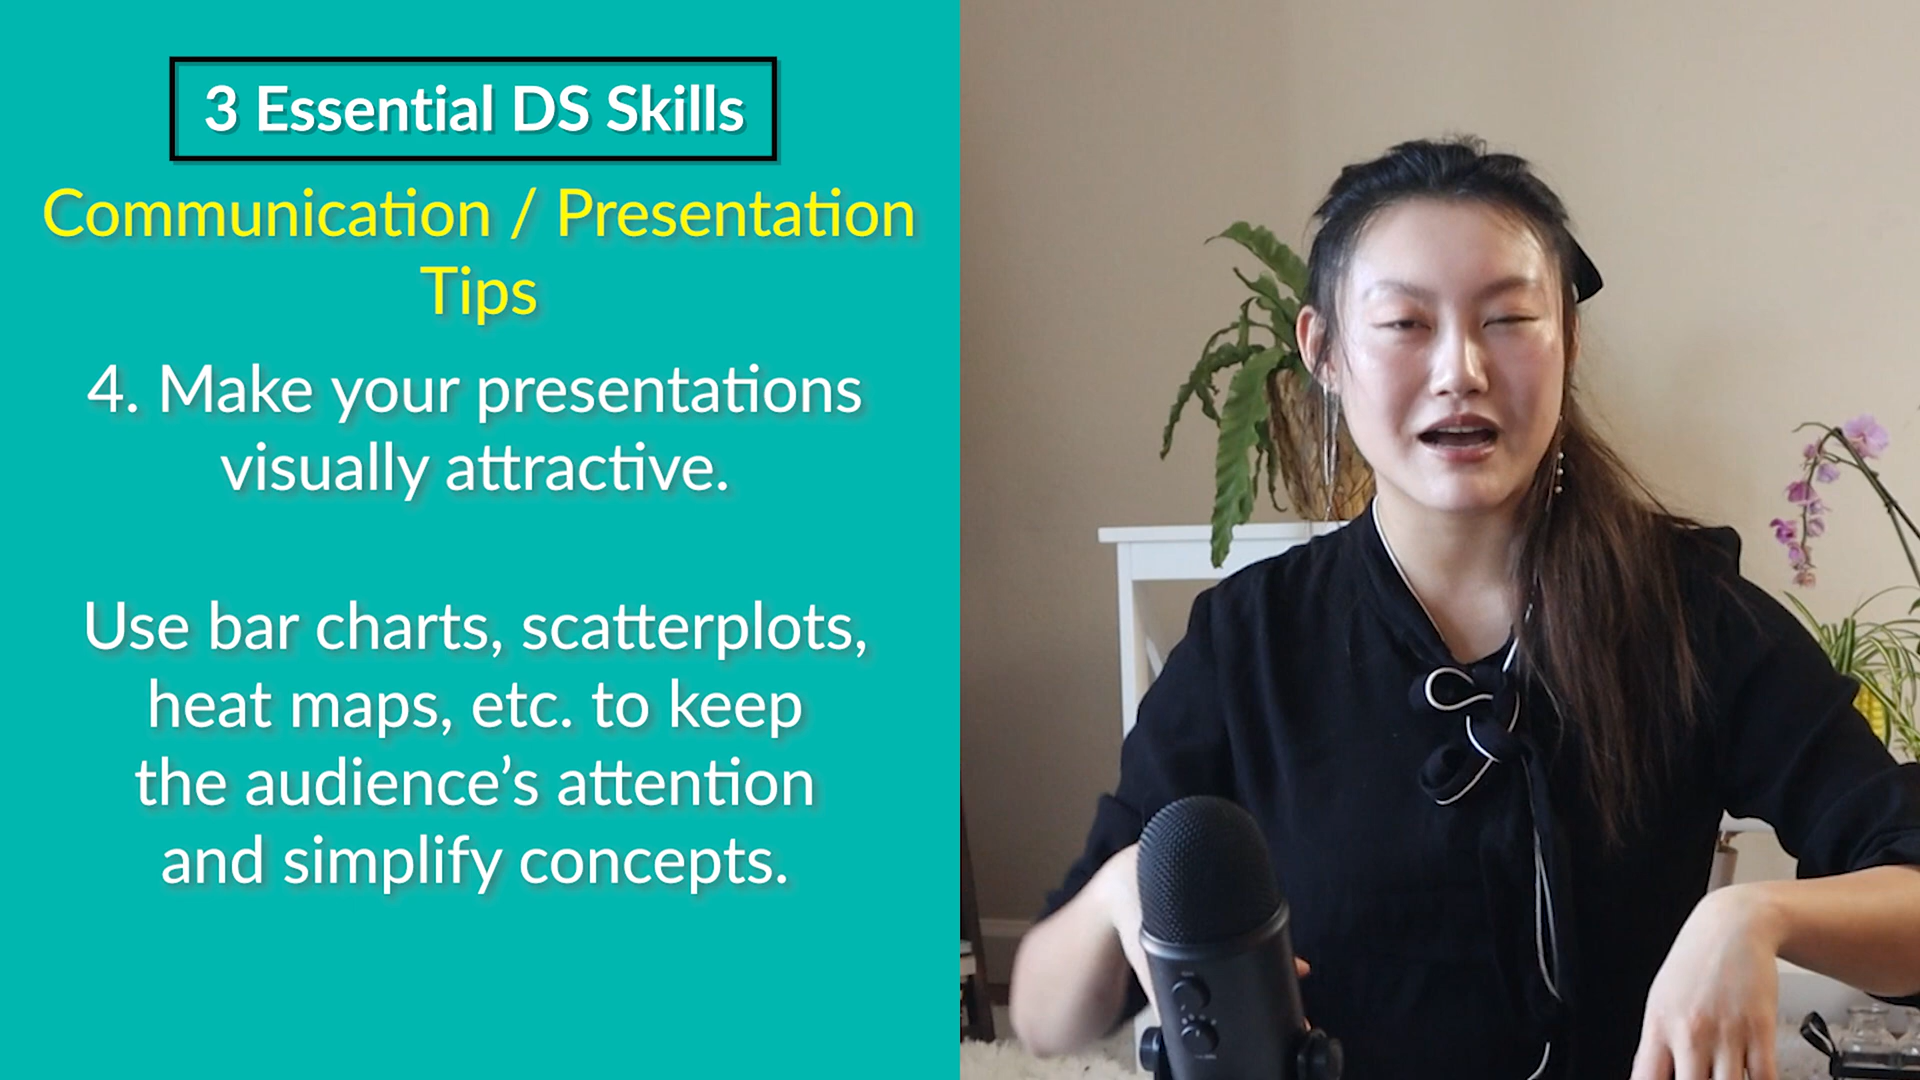 3 Essential DS Skills
Communication / Presentation
Tips
4. Make your presentations
visually attractive.
Use bar charts, scatterplots,
heat maps, etc. to keep
the audience’s attention
and simplify concepts.